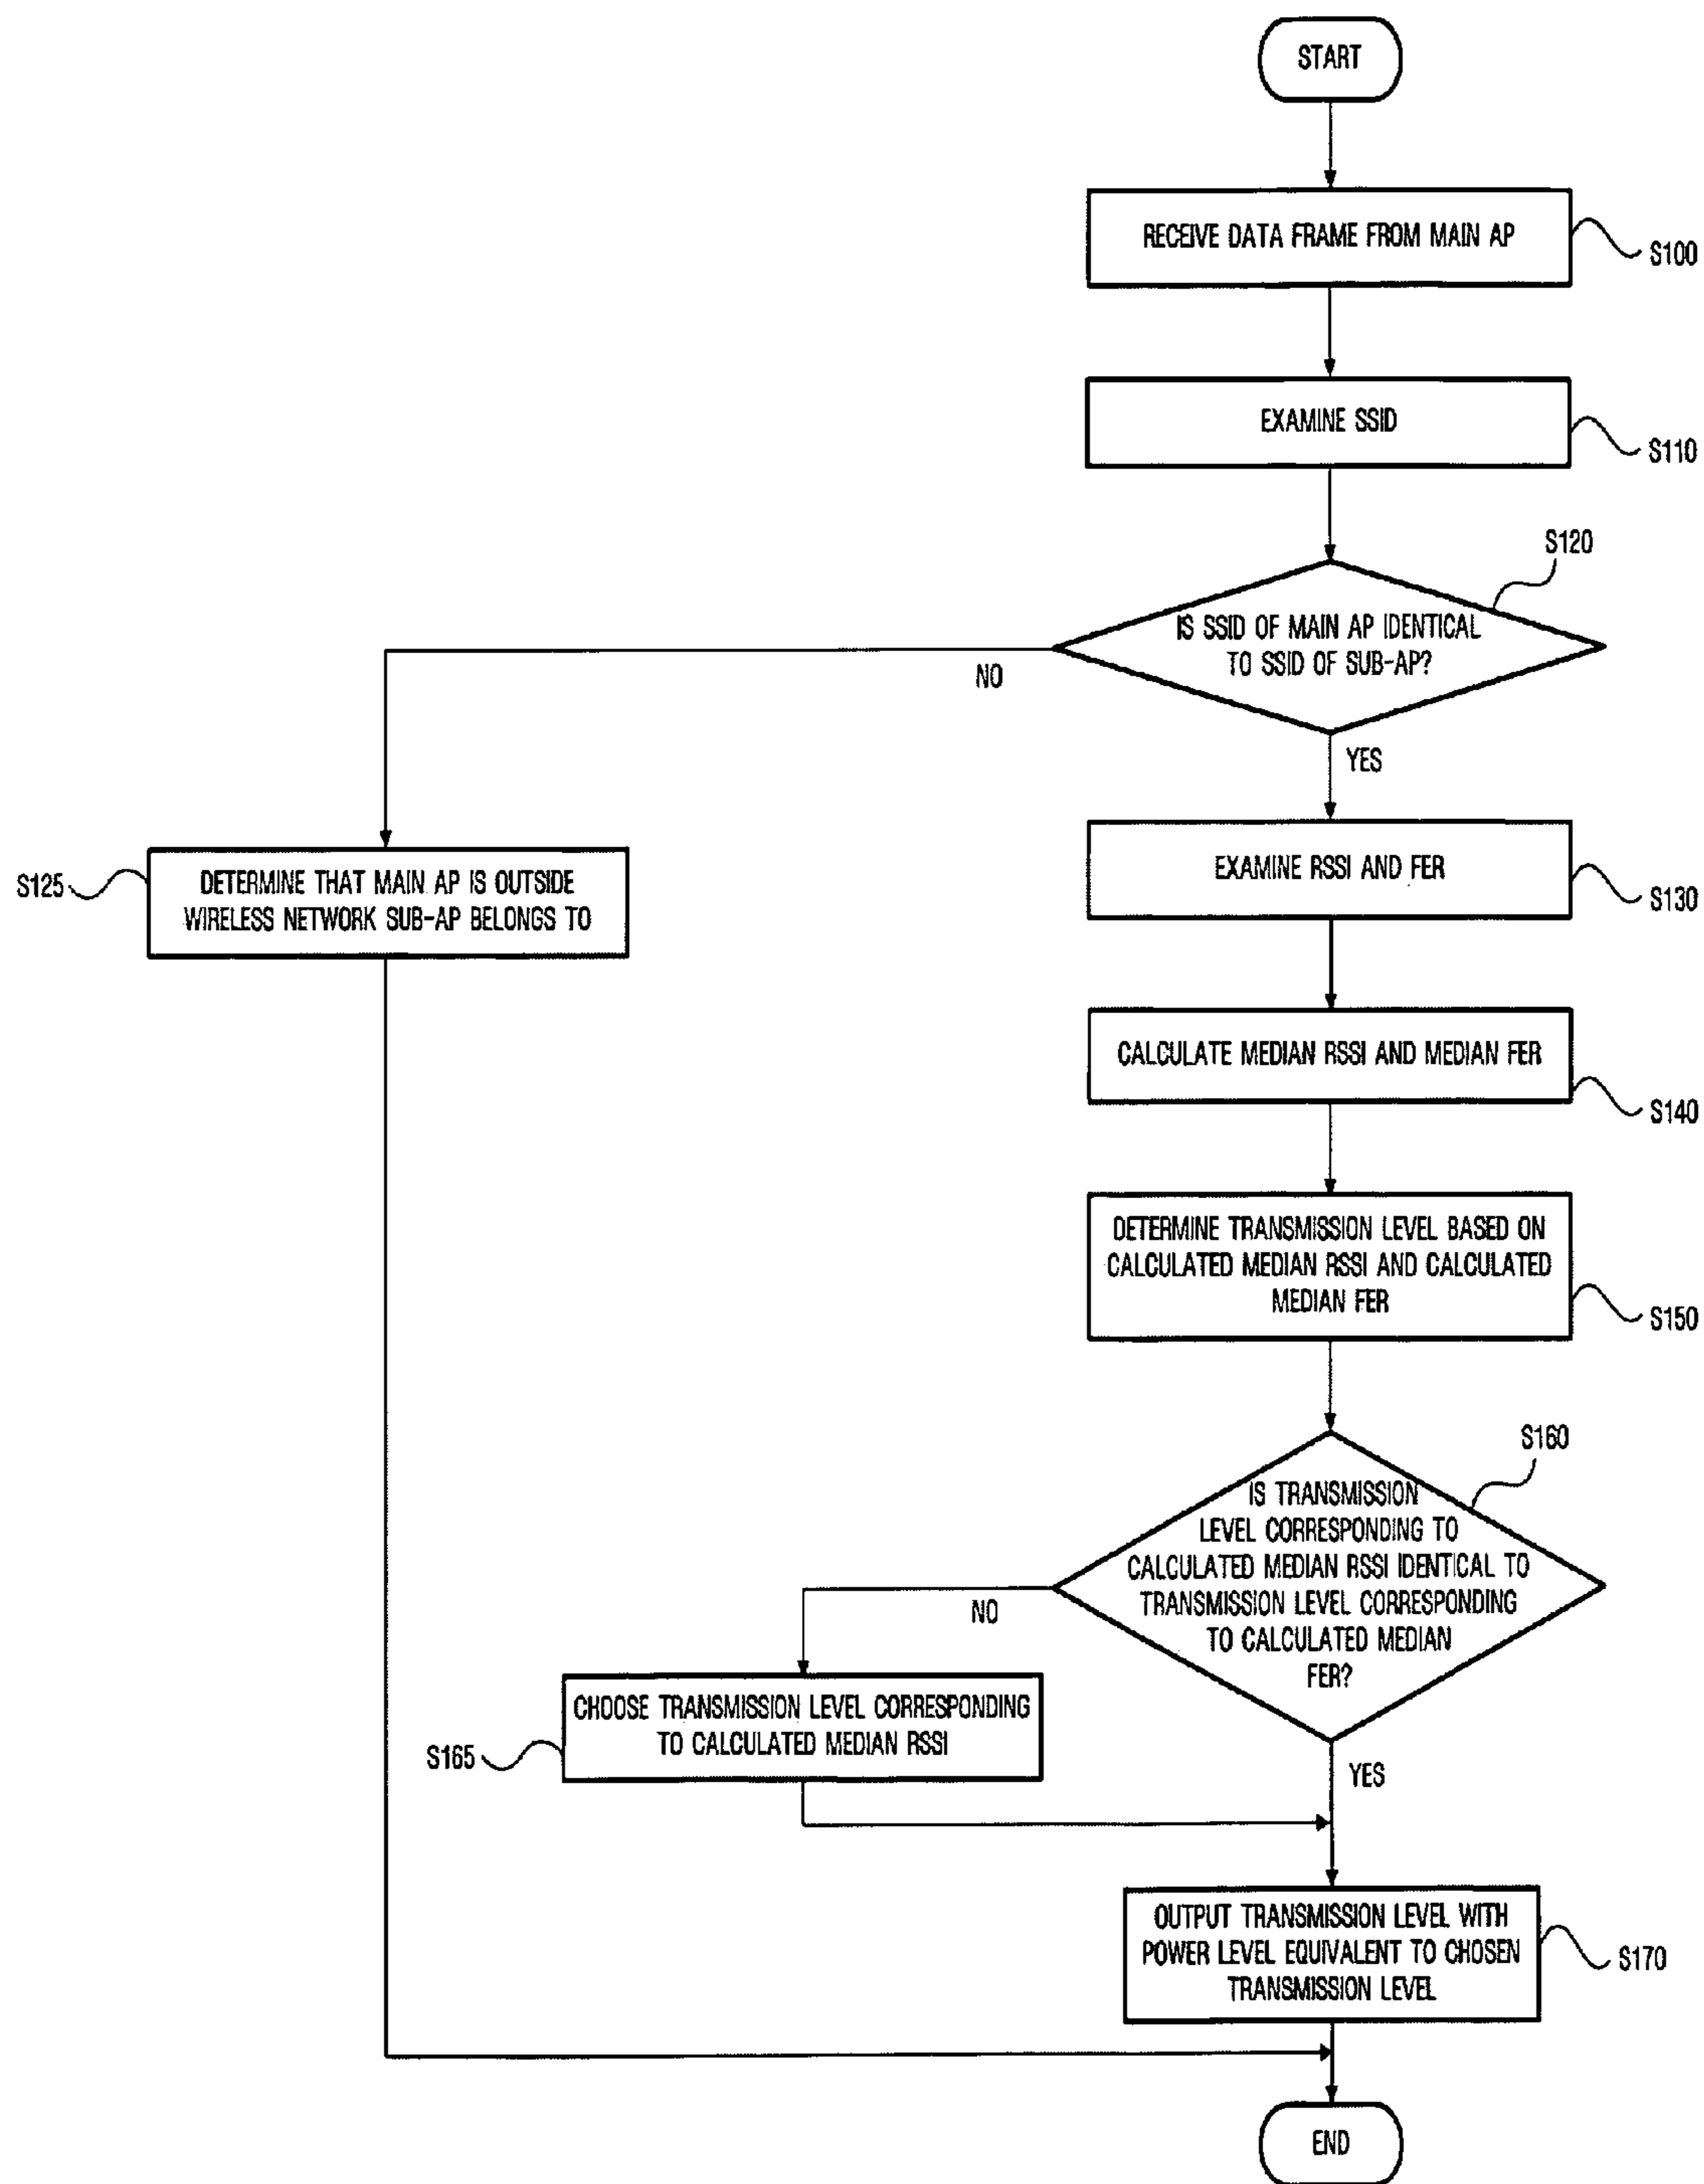 START
RECEIVE DATA FRAME FROM MAIN AP
S100
EXAMINE SSID
S110
S120
IS SSID OF MAIN AP IDENTICAL
TO SSID OF SUB-AP?
NO
YES
S125
DETERMINE THAT MAIN AP IS OUTSIDE
WIRELESS NETWORK SUB-AP BELONGS TO
EXAMINE RSSI AND FER
S130
CALCULATE MEDIAN RSSI AND MEDIAN FER
S140
DETERMINE TRANSMISSION LEVEL BASED ON
CALCULATED MEDIAN RSSI AND CALCULATED
MEDIAN FER
S150
S160
IS TRANSMISSION
LEVEL CORRESPONDING TO
CALCULATED MEDIAN RSSI IDENTICAL TO
TRANSMISSION LEVEL CORRESPONDING
TO CALCULATED MEDIAN
FER?
NO
YES
CHOOSE TRANSMISSION LEVEL CORRESPONDING
TO CALCULATED MEDIAN RSSI
S165
OUTPUT TRANSMISSION LEVEL WITH
POWER LEVEL EQUIVALENT TO CHOSEN
TRANSMISSION LEVEL
S170
END